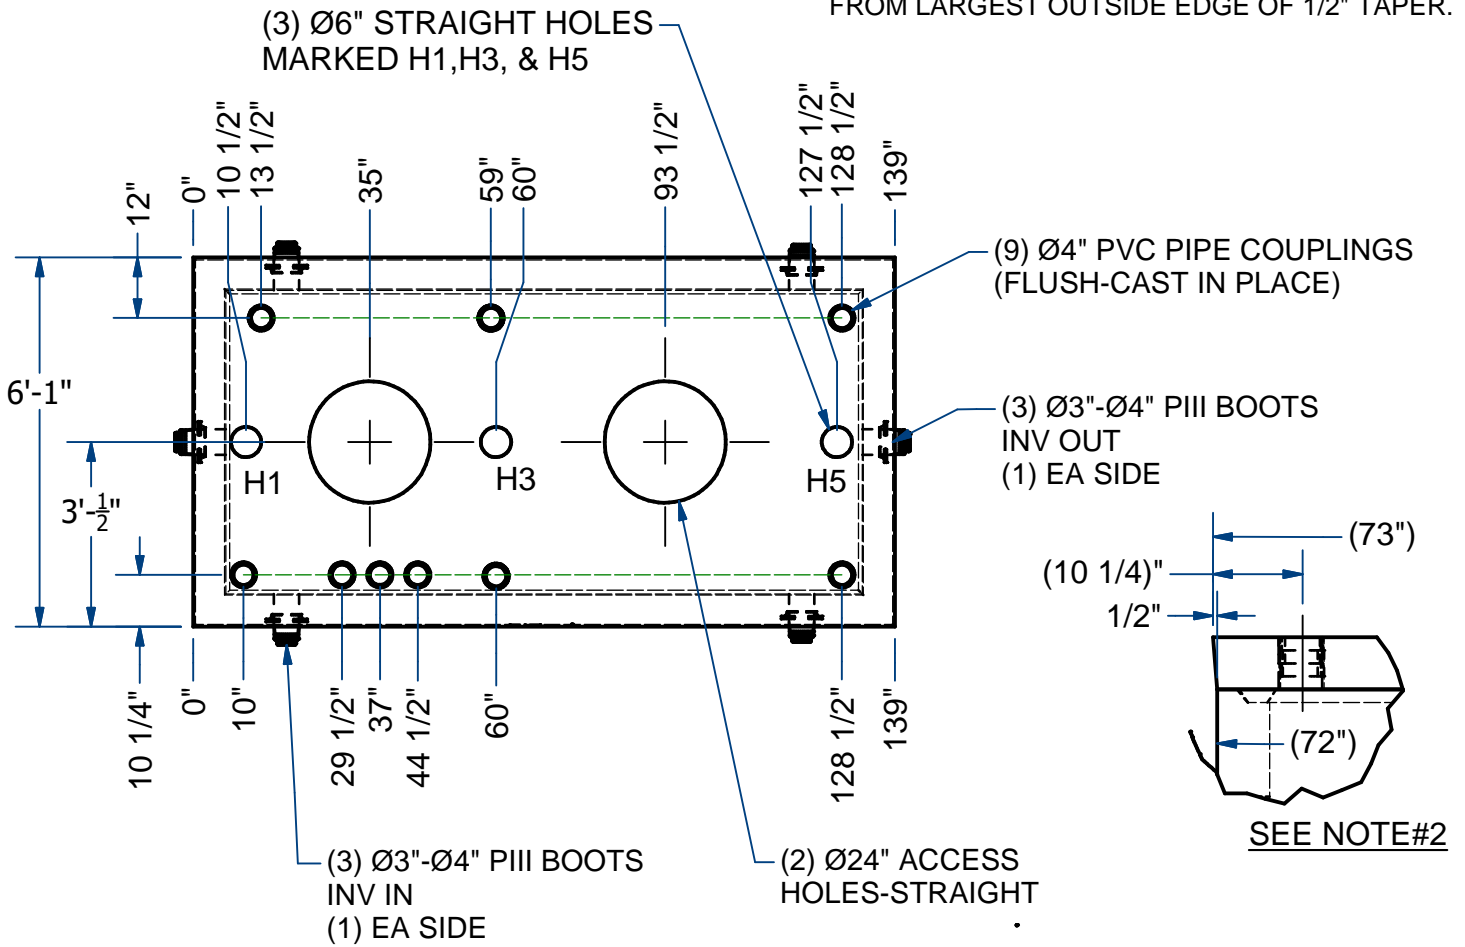 FROM LARGEST OUTSIDE EDGE OF 1/2" TAPER.
(3) Ø6" STRAIGHT HOLES
MARKED H1,H3, & H5
12"
0"
10 1/2"
13 1/2"
35"
59"
60"
93 1/2"
127 1/2"
128 1/2"
139"
(9) Ø4" PVC PIPE COUPLINGS
(FLUSH-CAST IN PLACE)
6'-1"
3'-1/2"
H1
H3
H5
(3) Ø3"-Ø4" PIII BOOTS
INV OUT
(1) EA SIDE
(73")
(10 1/4)"
1/2"
(72")
SEE NOTE#2
10 1/4"
0"
10"
29 1/2"
37"
44 1/2"
60"
128 1/2"
139"
(3) Ø3"-Ø4" PIII BOOTS
INV IN
(1) EA SIDE
(2) Ø24" ACCESS
HOLES-STRAIGHT